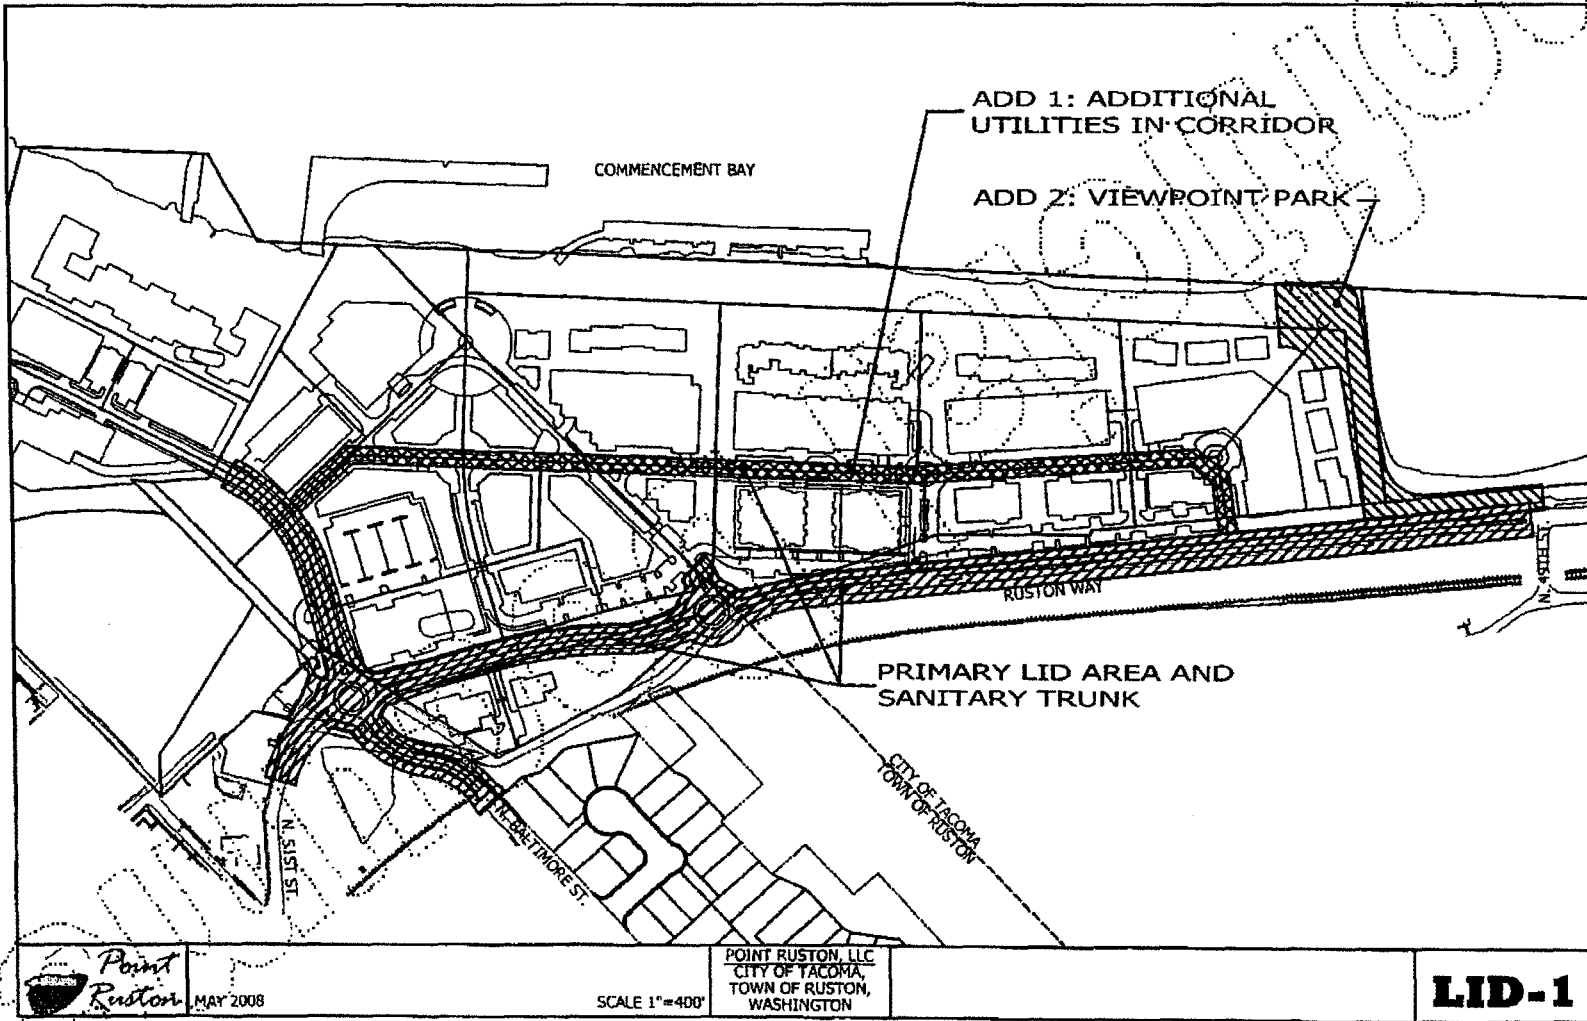 ADD 1: ADDITIONAL
UTILITIES IN CORRIDOR
COMMENCEMENT BAY
ADD 2: VIEWPOINT PARK
RUSTON WAY
N. 49TH ST.
PRIMARY LID AREA AND
SANITARY TRUNK
CITY OF TACOMA
TOWN OF RUSTON
N. 51ST ST.
N. BALTIMORE ST.
Point
Ruston
MAY 2008
SCALE 1"=400'
POINT RUSTON, LLC
CITY OF TACOMA,
TOWN OF RUSTON,
WASHINGTON
LID-1